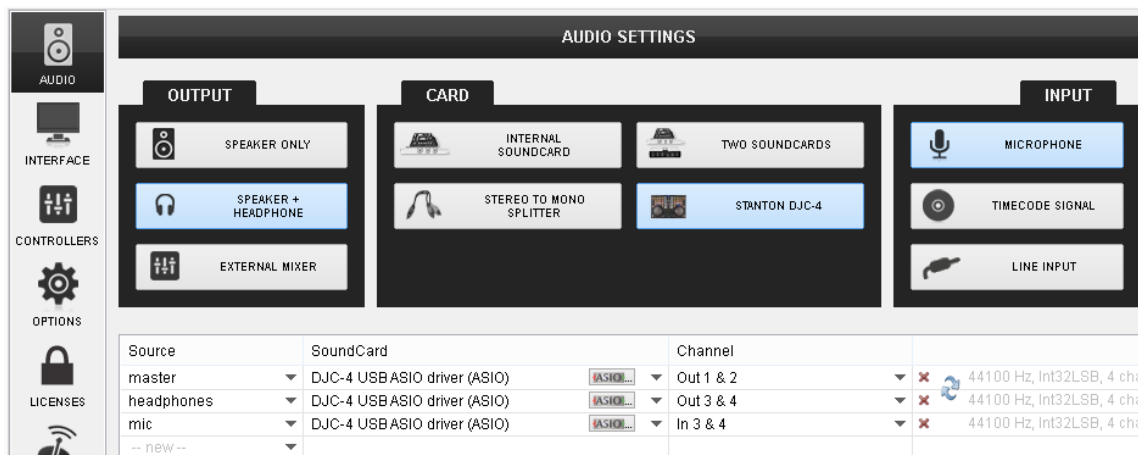 AUDIO SETTINGS
AUDIO
INTERFACE
CONTROLLERS
OPTIONS
LICENSES
OUTPUT
SPEAKER ONLY
SPEAKER +
HEADPHONE
EXTERNAL MIXER
CARD
INTERNAL
SOUNDCARD
TWO SOUNDCARDS
STEREO TO MONO
SPLITTER
STANTON DJC-4
INPUT
MICROPHONE
TIMECODE SIGNAL
LINE INPUT
Source SoundCard Channel
master DJC-4 USB ASIO driver (ASIO) ASIO... Out 1 & 2 44100 Hz, Int32LSB, 4 cha
headphones DJC-4 USB ASIO driver (ASIO) ASIO... Out 3 & 4 44100 Hz, Int32LSB, 4 cha
mic DJC-4 USB ASIO driver (ASIO) ASIO... In 3 & 4 44100 Hz, Int32LSB, 4 cha
-- new --